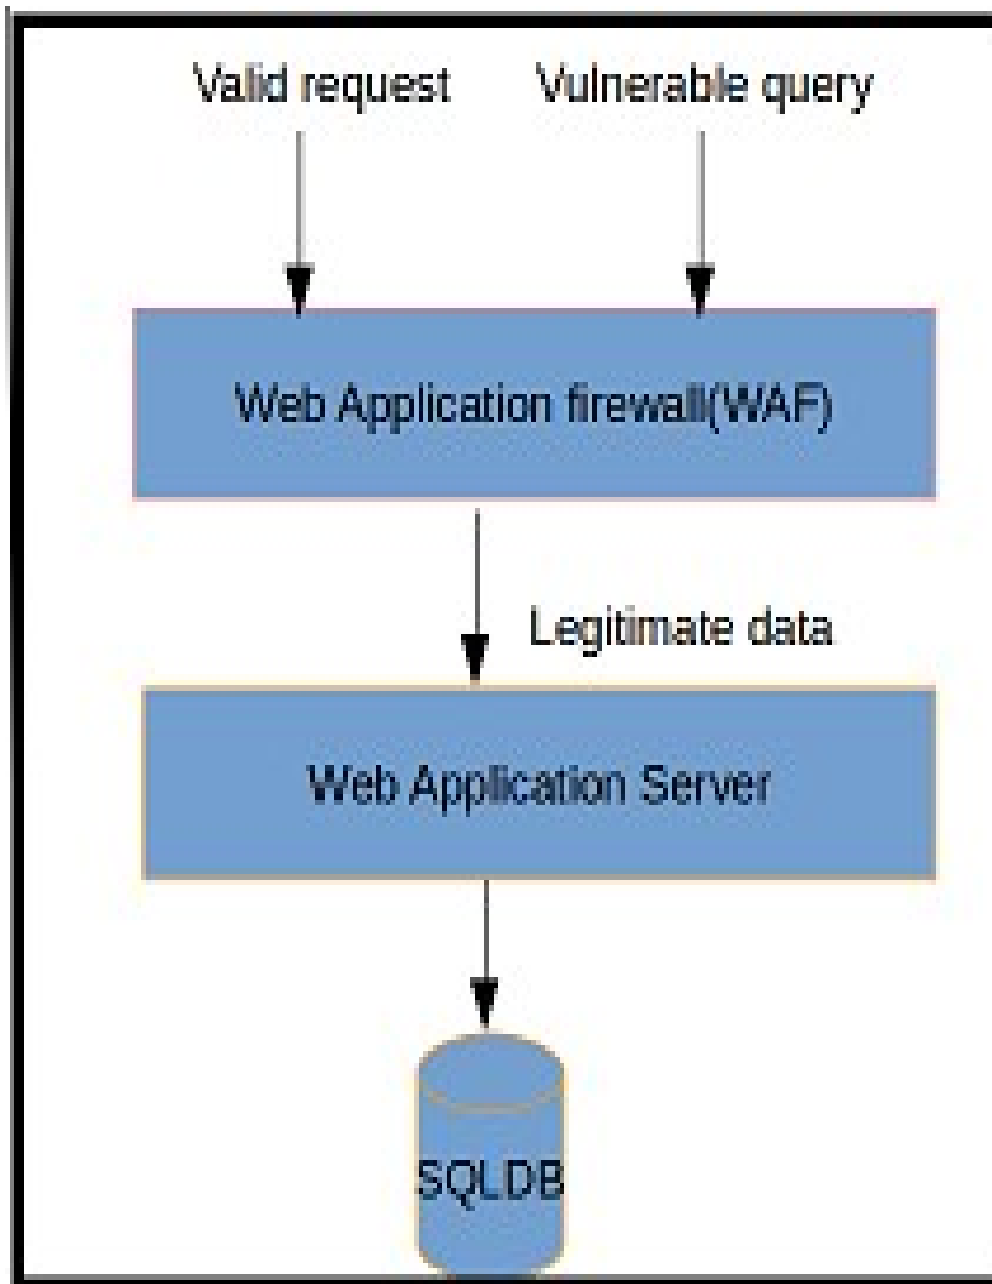 Valid request
Vulnerable query
Web Application firewall(WAF)
Legitimate data
Web Application Server
SQLDB